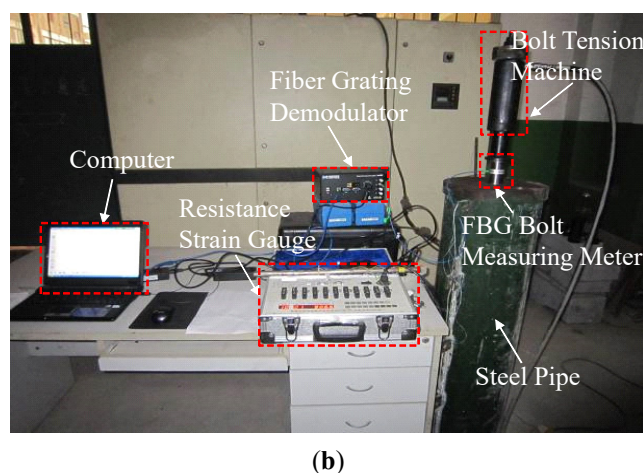 Bolt Tension
Machine
Fiber Grating
Demodulator
Computer
Resistance
Strain Gauge
FBG Bolt
Measuring Meter
Steel Pipe
(b)